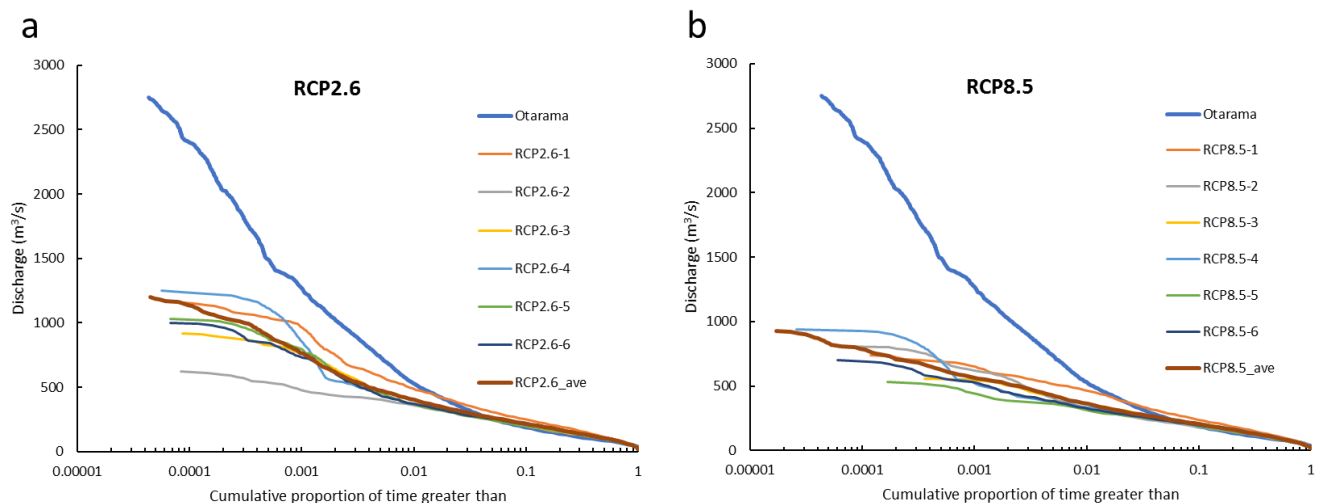 a
RCP2.6
3000
2500
2000
1500
1000
500
0
Discharge (m³/s)
0.00001
0.0001
0.001
0.01
0.1
1
Cumulative proportion of time greater than
Otarama
RCP2.6-1
RCP2.6-2
RCP2.6-3
RCP2.6-4
RCP2.6-5
RCP2.6-6
RCP2.6_ave
b
RCP8.5
3000
2500
2000
1500
1000
500
0
Discharge (m³/s)
0.00001
0.0001
0.001
0.01
0.1
1
Cumulative proportion of time greater than
Otarama
RCP8.5-1
RCP8.5-2
RCP8.5-3
RCP8.5-4
RCP8.5-5
RCP8.5-6
RCP8.5_ave